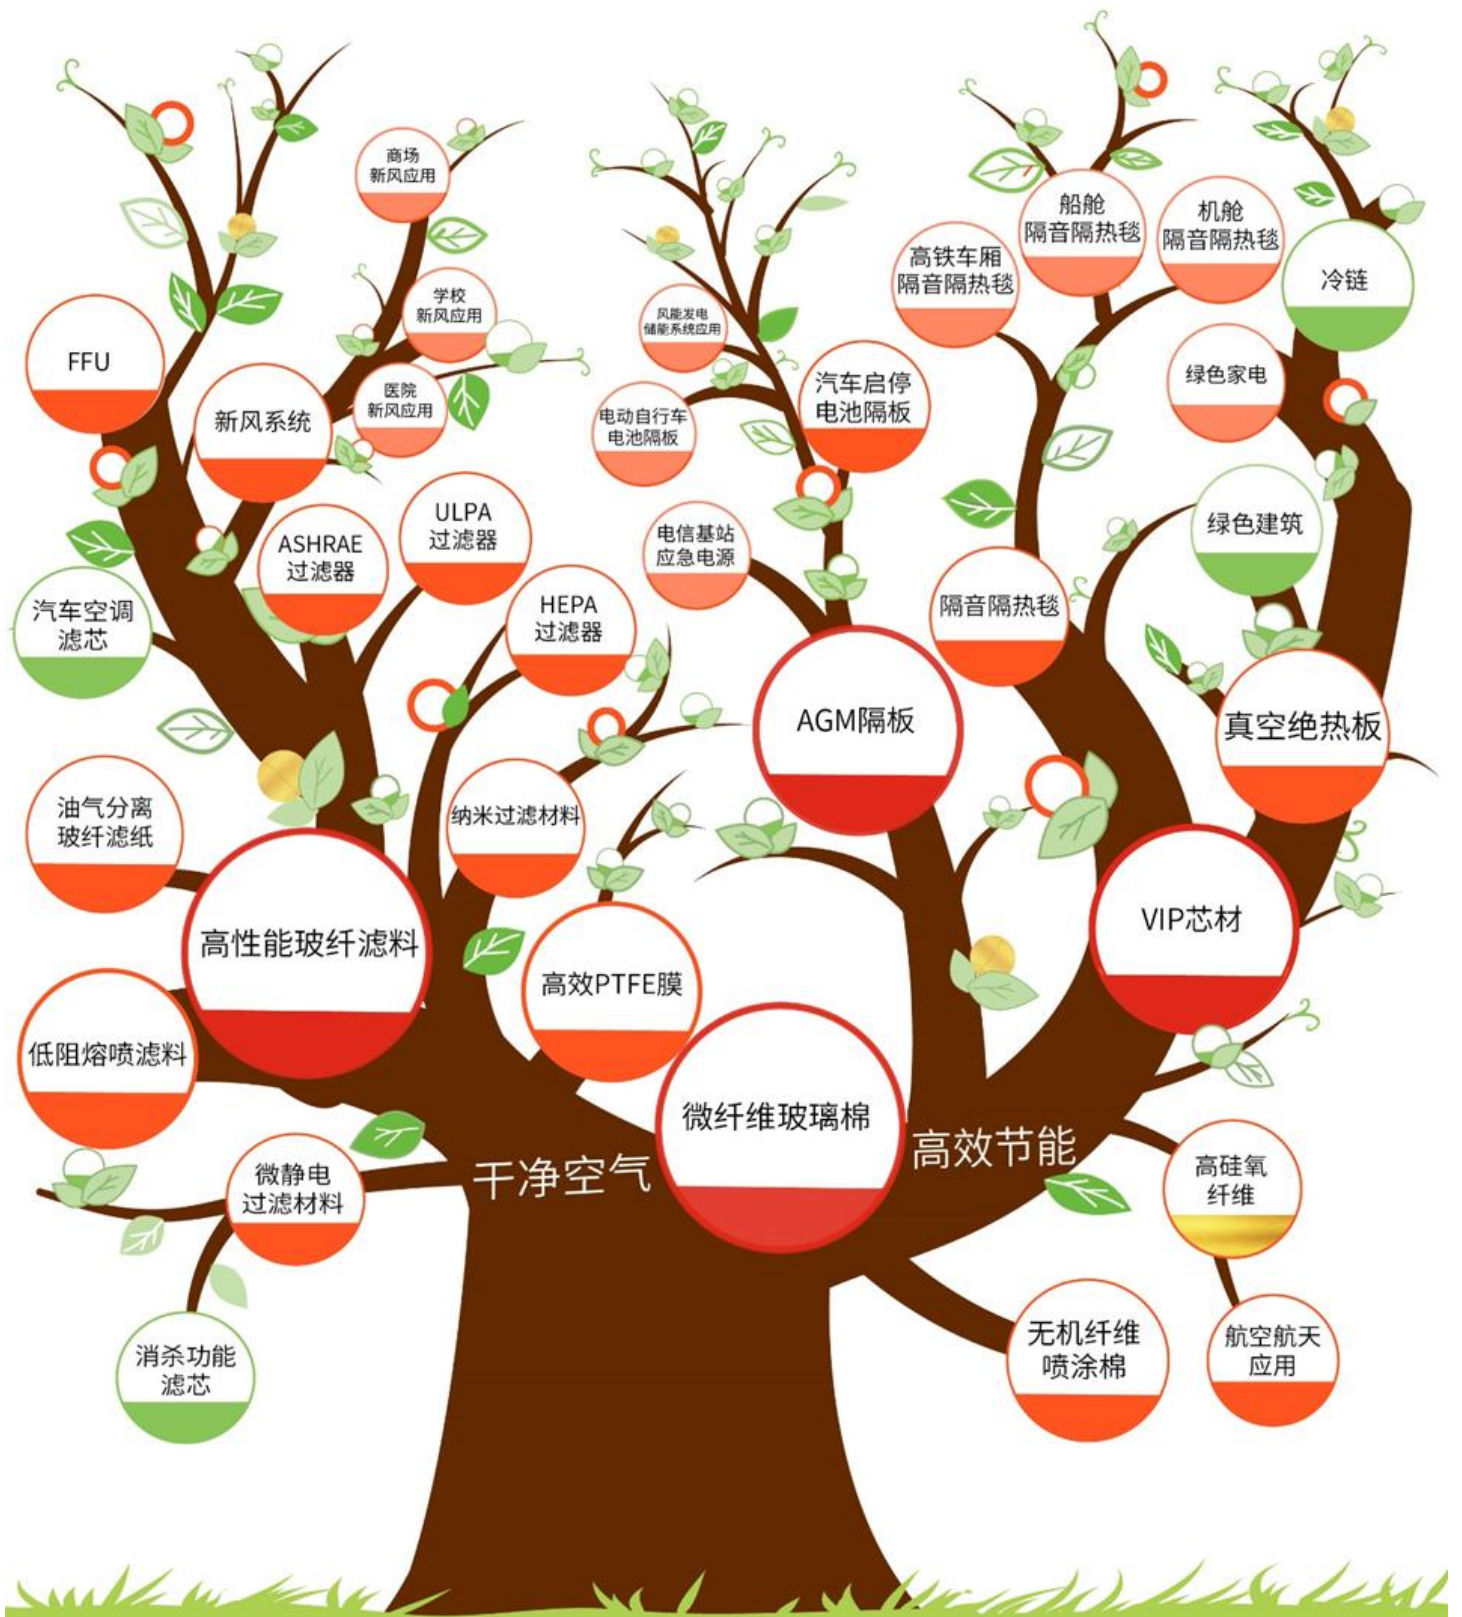 商场
新风应用
学校
新风应用
医院
新风应用
FFU
新风系统
ASHRAE
过滤器
ULPA
过滤器
HEPA
过滤器
汽车空调
滤芯
油气分离
玻纤滤纸
高性能玻纤滤料
低阻熔喷滤料
纳米过滤材料
高效PTFE膜
微静电
过滤材料
消杀功能
滤芯
干净空气
微纤维玻璃棉
高效节能
风能发电
储能系统应用
电动自行车
电池隔板
汽车启停
电池隔板
电信基站
应急电源
AGM隔板
高铁车厢
隔音隔热毯
船舱
隔音隔热毯
机舱
隔音隔热毯
隔音隔热毯
冷链
绿色家电
绿色建筑
真空绝热板
VIP芯材
高硅氧
纤维
航空航天
应用
无机纤维
喷涂棉